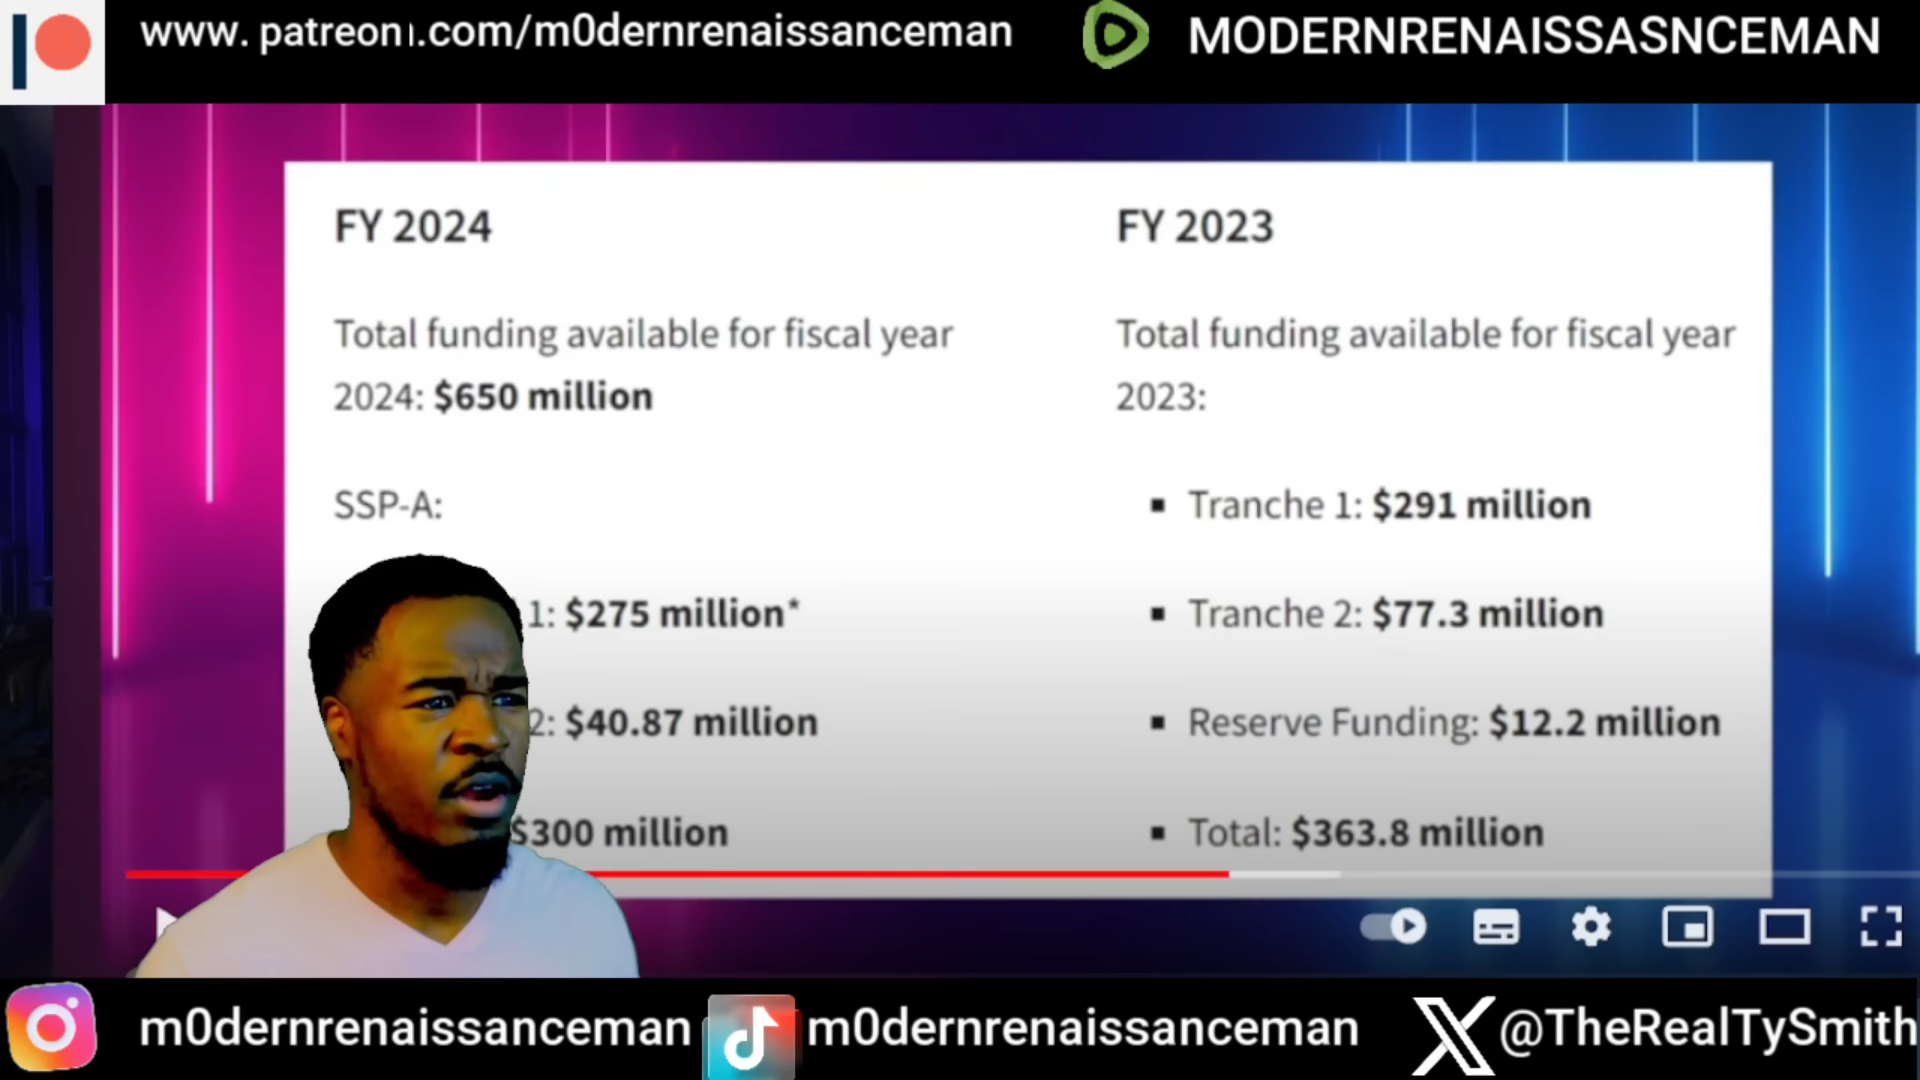 www. patreon.com/m0dernrenaissanceman
MODERNRENAISSASNCEMAN
FY 2024
Total funding available for fiscal year
2024: $650 million
SSP-A:
1: $275 million*
2: $40.87 million
$300 million
FY 2023
Total funding available for fiscal year
2023:
▪ Tranche 1: $291 million
▪ Tranche 2: $77.3 million
▪ Reserve Funding: $12.2 million
▪ Total: $363.8 million
m0dernrenaissanceman
m0dernrenaissanceman
@TheRealTySmith